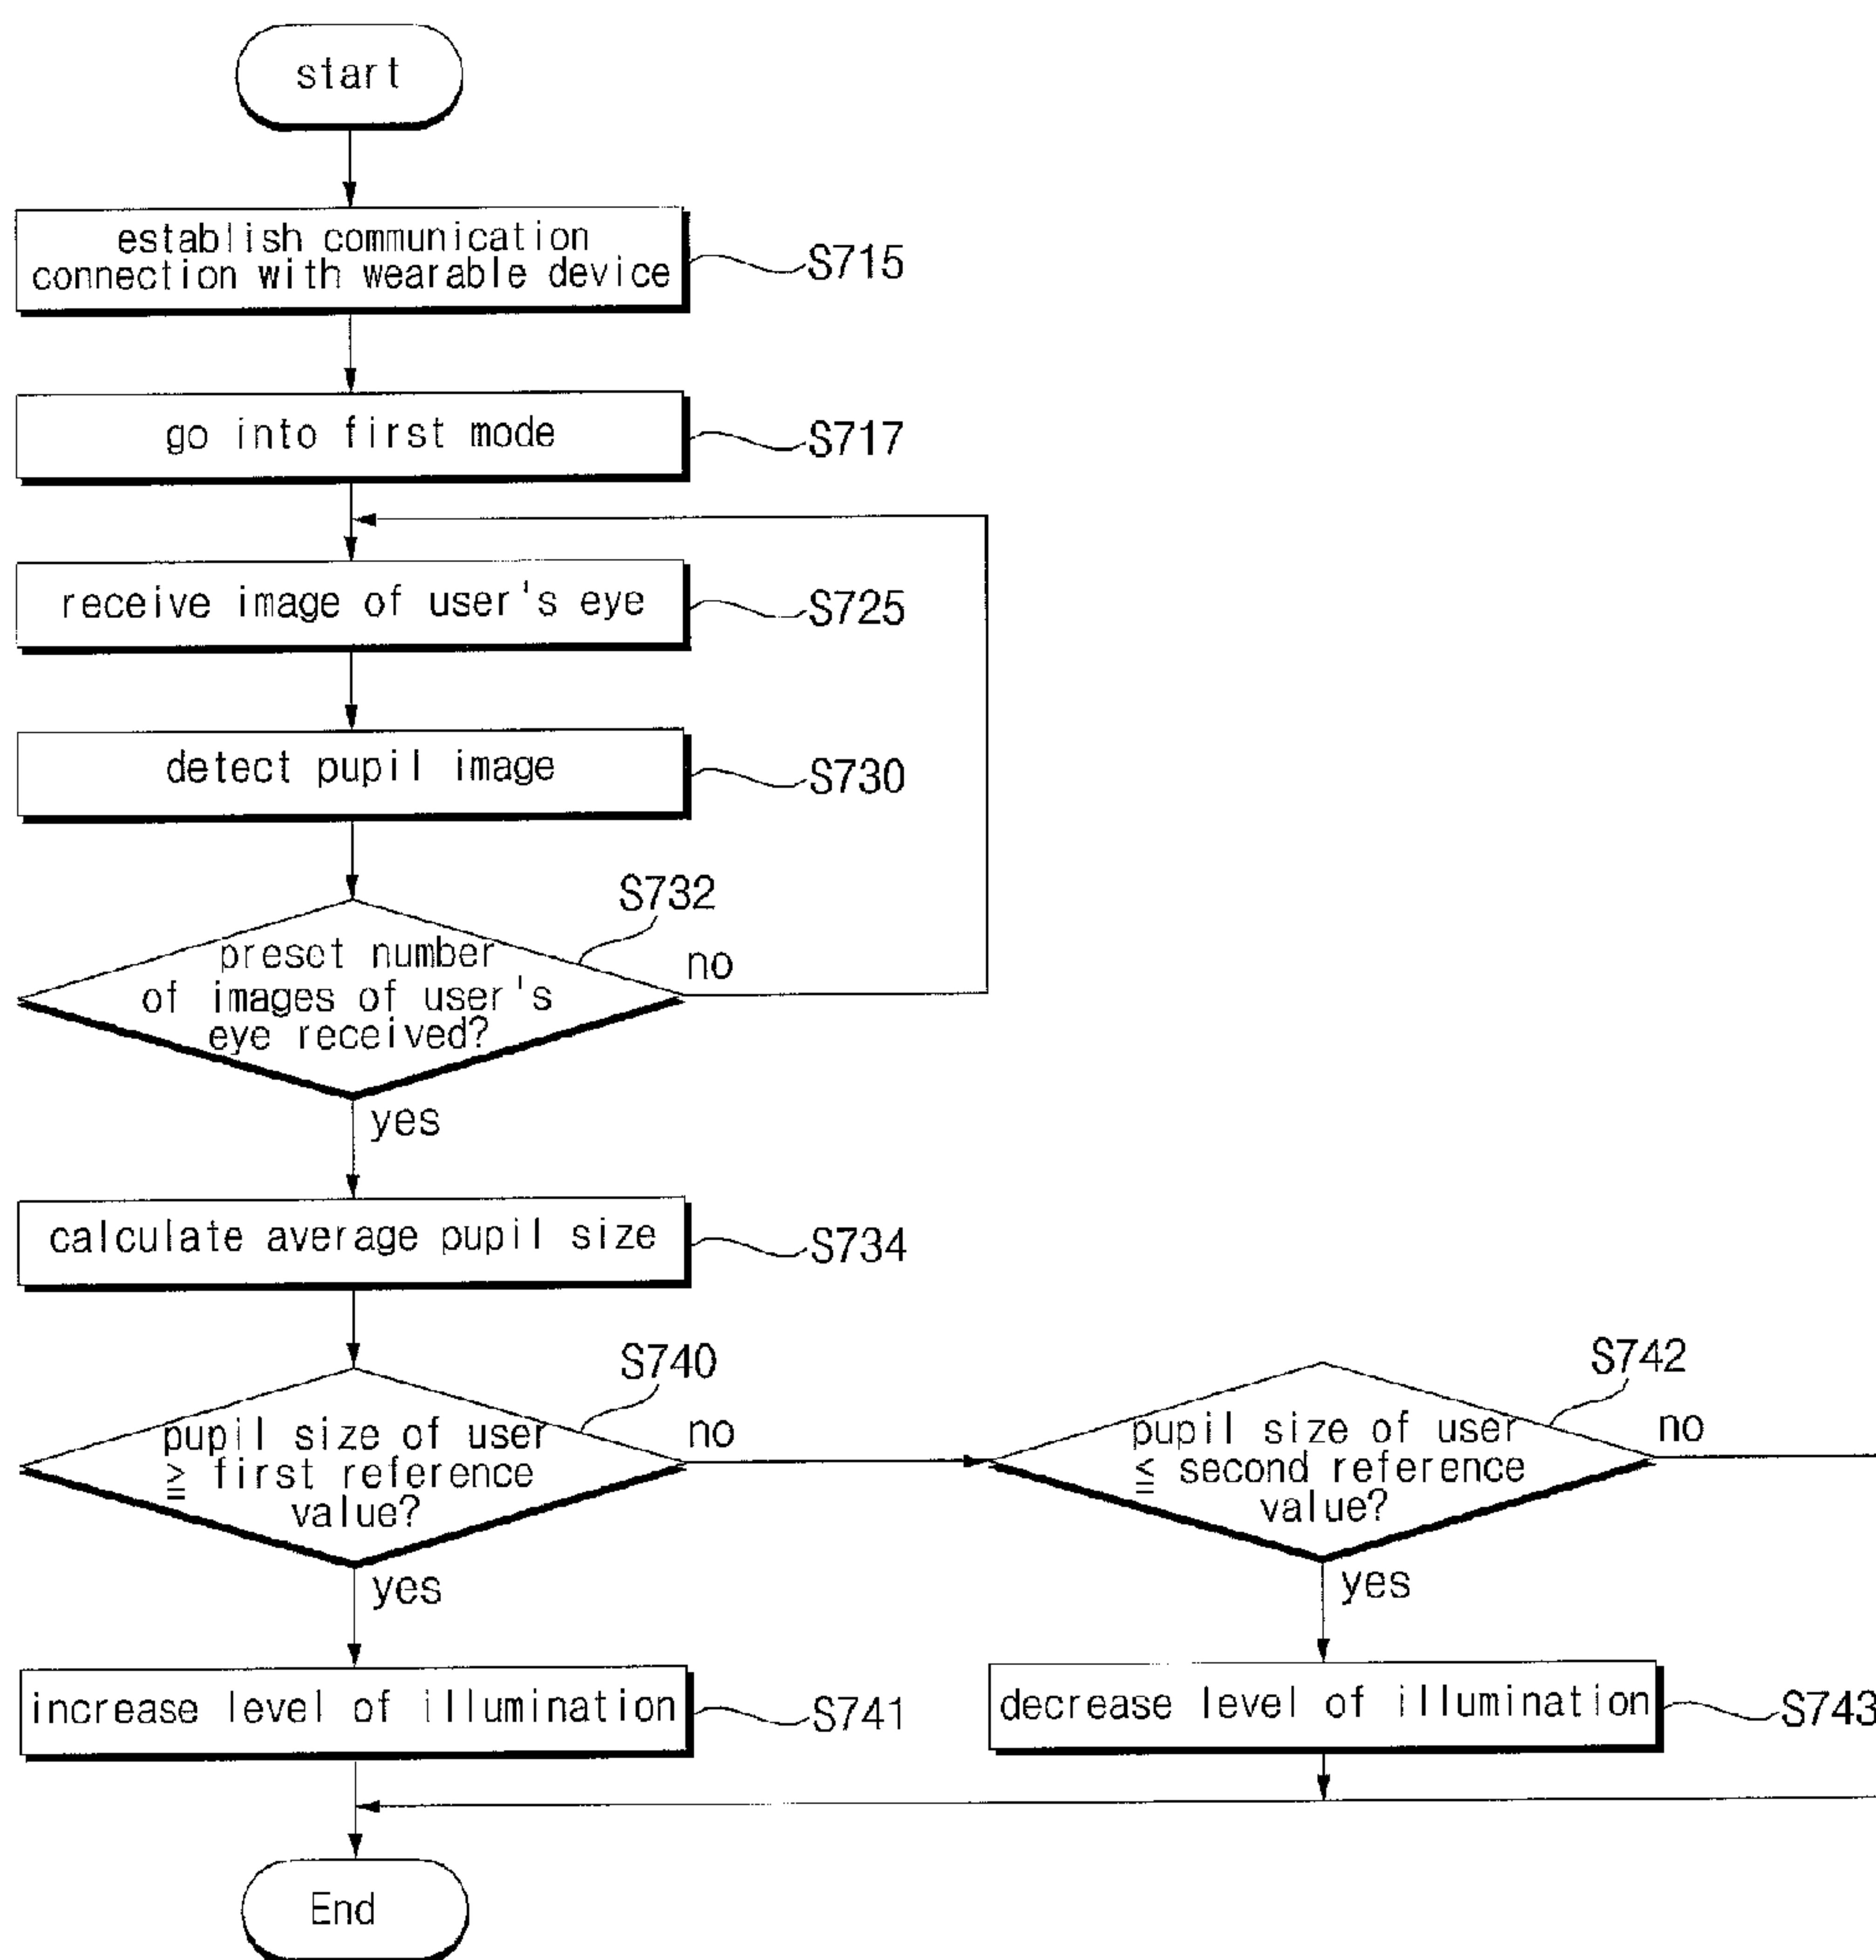 start
establish communication
connection with wearable device
S715
go into first mode
S717
receive image of user's eye
S725
detect pupil image
S730
S732
preset number
of images of user's
eye received?
no
yes
calculate average pupil size
S734
S740
pupil size of user
≧ first reference
value?
no
yes
S742
pupil size of user
≦ second reference
value?
no
yes
increase level of illumination
S741
decrease level of illumination
S743
End